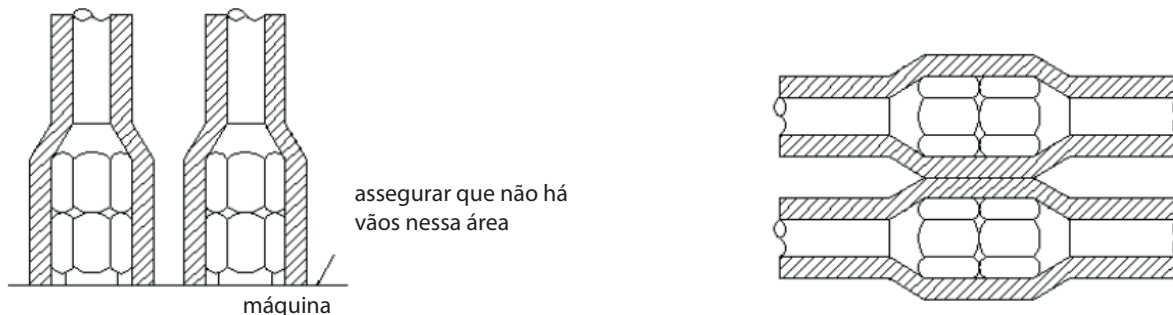 assegurar que não há
vãos nessa área
máquina